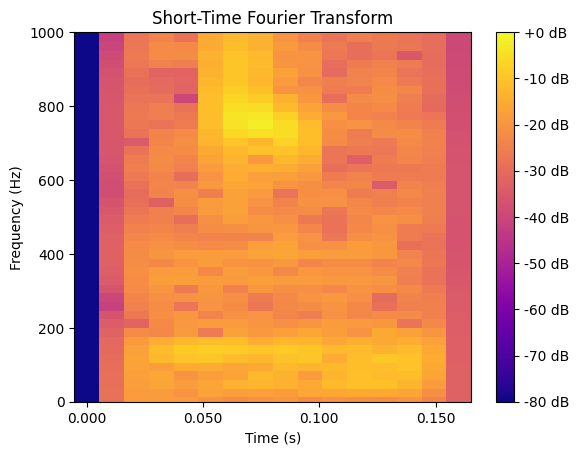 Short-Time Fourier Transform
1000
800
600
400
200
0
Frequency (Hz)
0.000
0.050
0.100
0.150
Time (s)
+0 dB
-10 dB
-20 dB
-30 dB
-40 dB
-50 dB
-60 dB
-70 dB
-80 dB